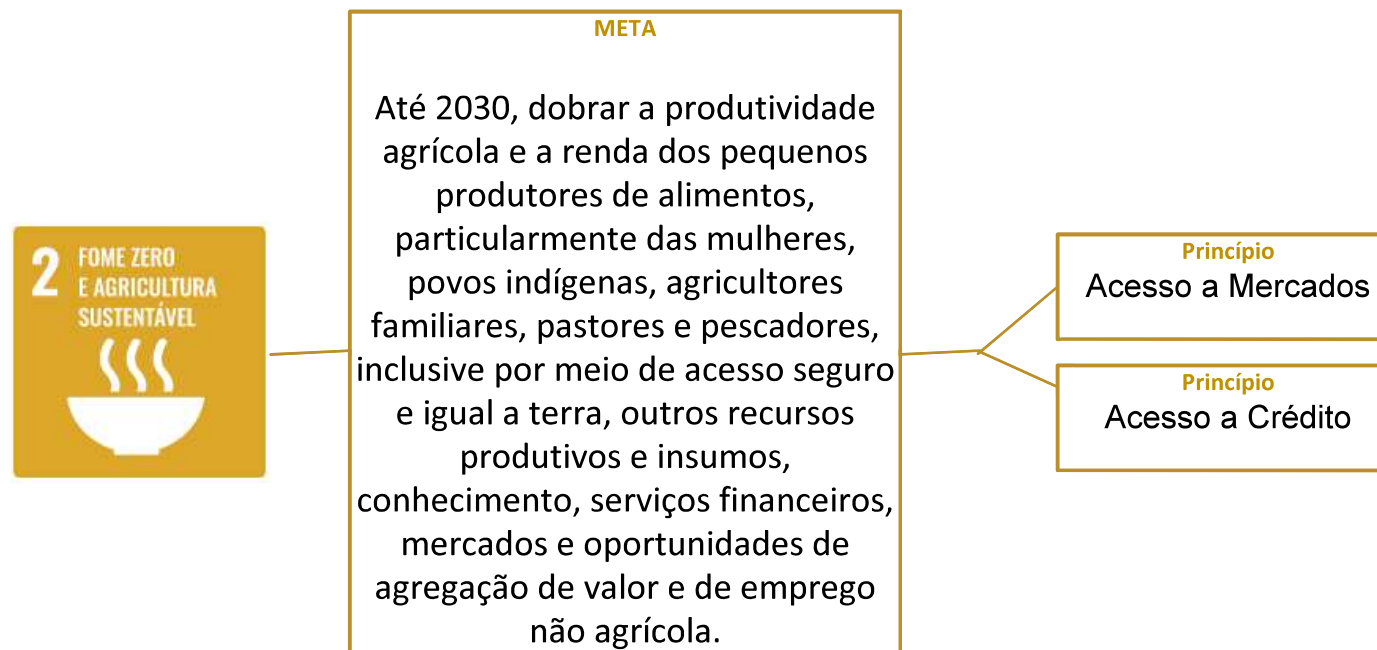 2 FOME ZERO
E AGRICULTURA
SUSTENTÁVEL
META
Até 2030, dobrar a produtividade
agrícola e a renda dos pequenos
produtores de alimentos,
particularmente das mulheres,
povos indígenas, agricultores
familiares, pastores e pescadores,
inclusive por meio de acesso seguro
e igual a terra, outros recursos
produtivos e insumos,
conhecimento, serviços financeiros,
mercados e oportunidades de
agregação de valor e de emprego
não agrícola.
Princípio
Acesso a Mercados
Princípio
Acesso a Crédito